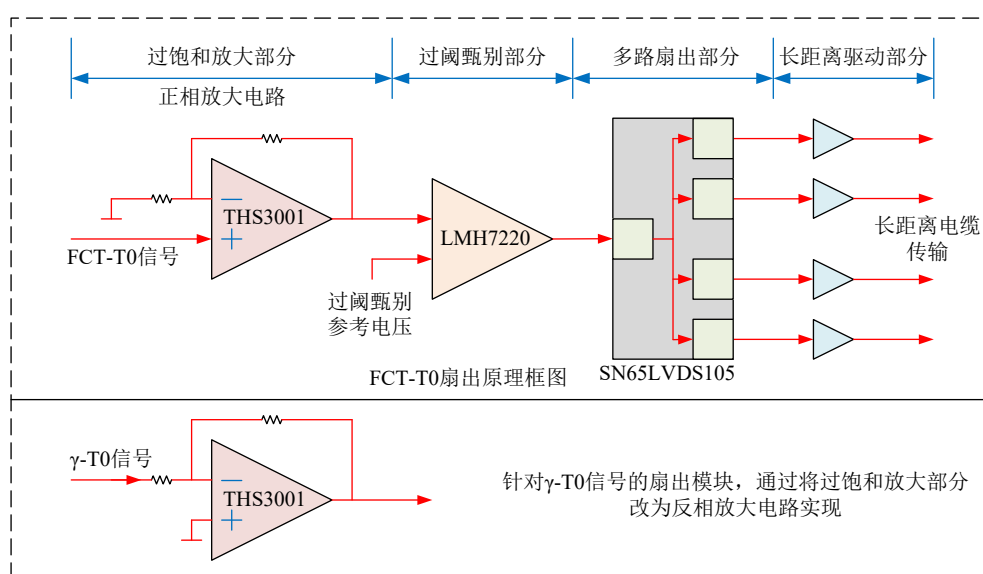 过饱和放大部分
过阈甄别部分
多路扇出部分
长距离驱动部分
正相放大电路
THS3001
FCT-T0信号
LMH7220
过阈甄别
参考电压
长距离电缆
传输
SN65LVDS105
FCT-T0扇出原理框图
γ-T0信号
THS3001
针对γ-T0信号的扇出模块，通过将过饱和放大部分
改为反相放大电路实现